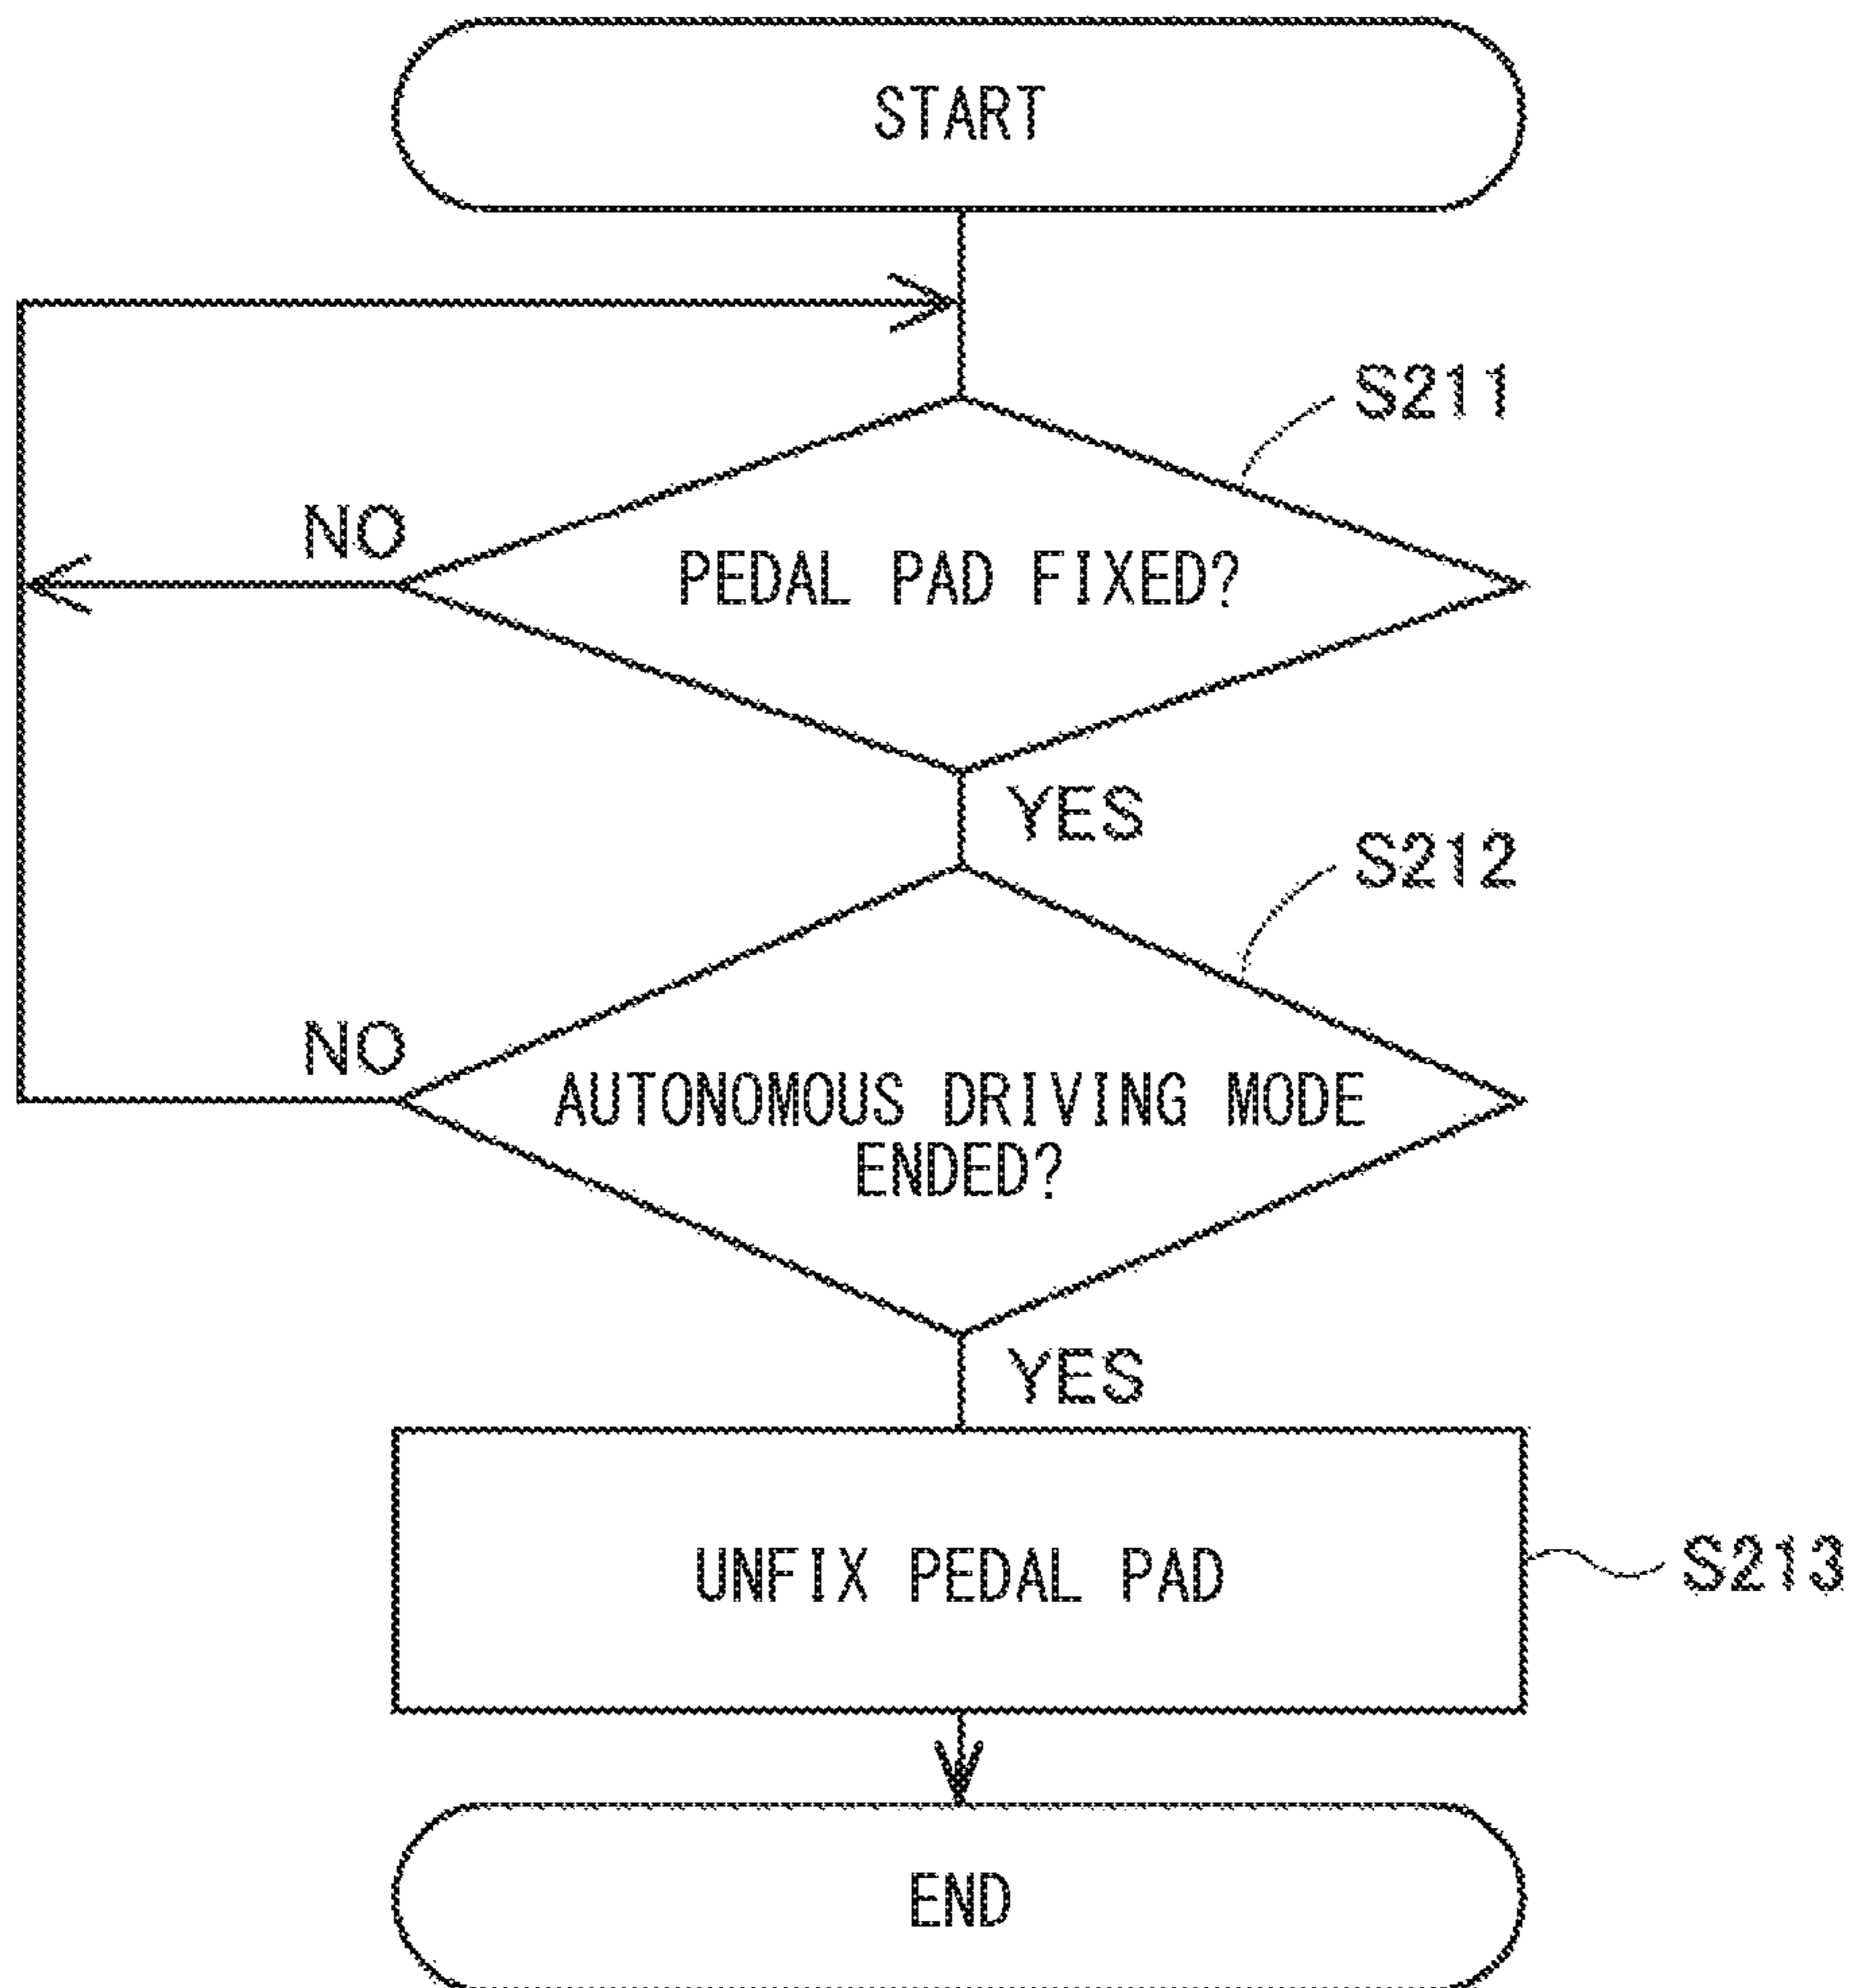 START
S211
NO
PEDAL PAD FIXED?
YES
S212
NO
AUTONOMOUS DRIVING MODE
ENDED?
YES
UNFIX PEDAL PAD
S213
END